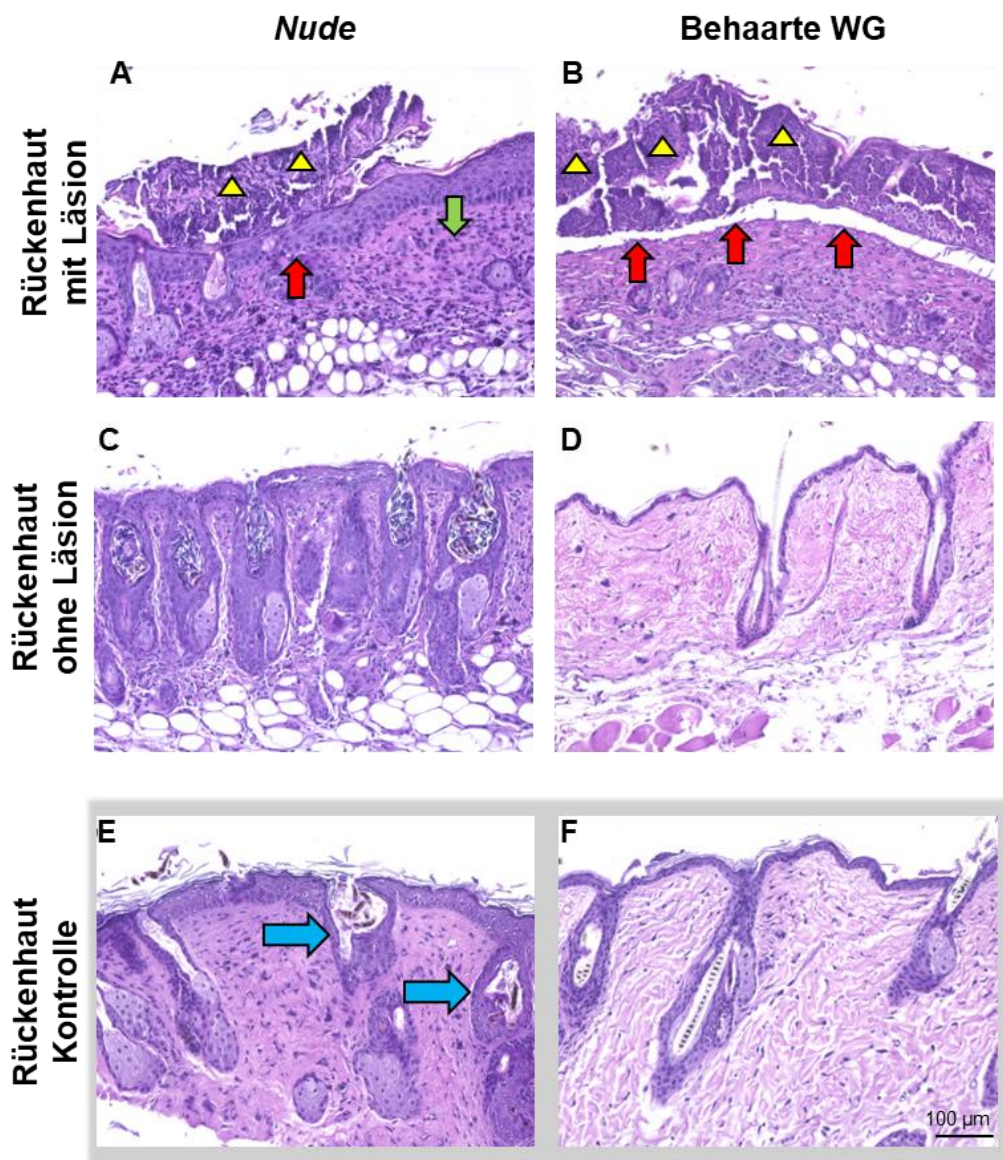 Nude
Behaarte WG
A
B
Rückenhaut
mit Läsion
C
D
Rückenhaut
ohne Läsion
E
F
Rückenhaut
Kontrolle
100 µm